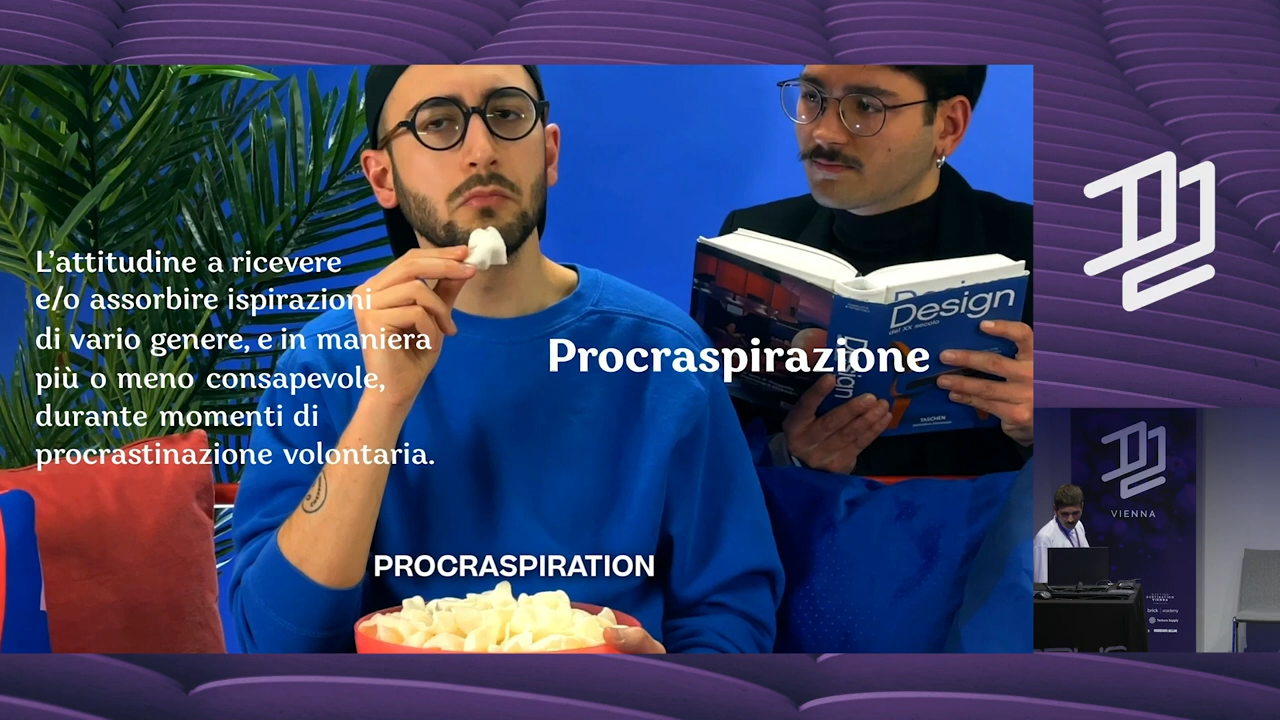 L'attitudine a ricevere
e/o assorbire ispirazioni
di vario genere, e in maniera
più o meno consapevole,
durante momenti di
procrastinazione volontaria.
Procraspirazione
PROCRASPIRATION
Design
del XX secolo
Design
TASCHEN
VIENNA